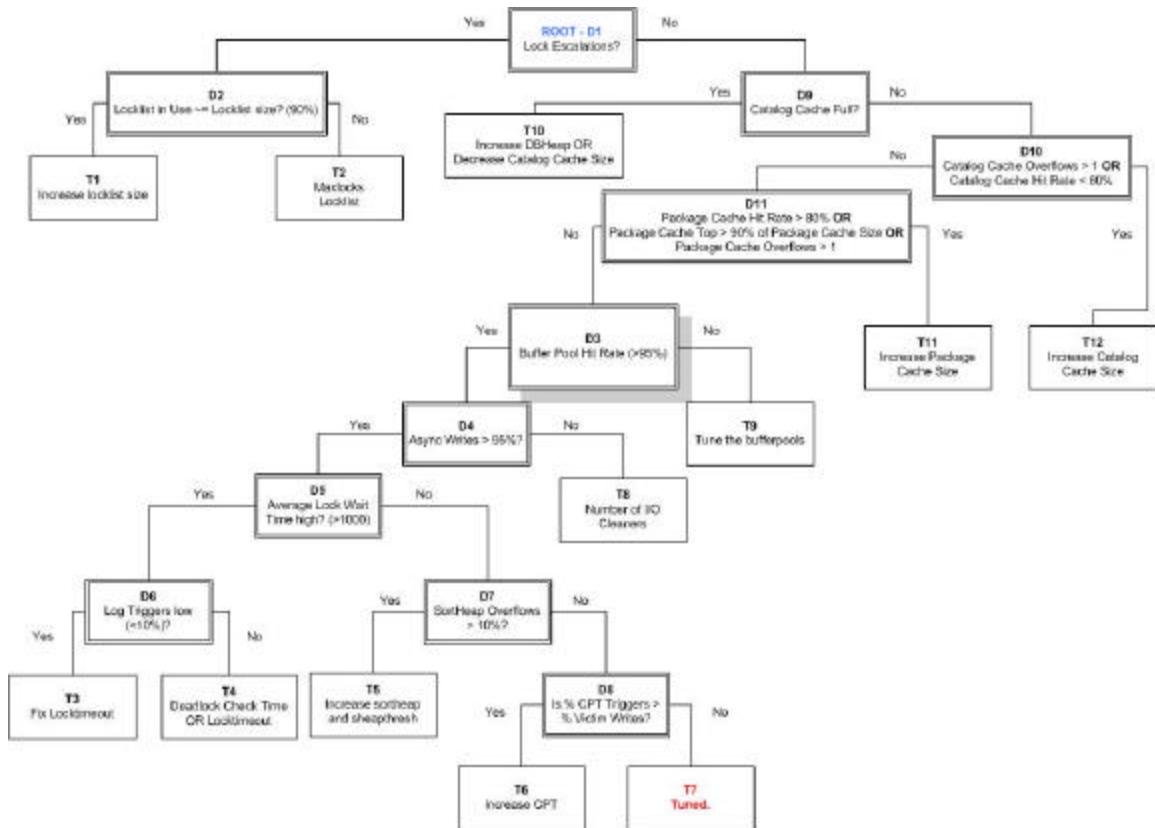 Yes
No
ROOT - D1
Lock Escalations?
D2
Locklist in Use ~= Locklist size? (90%)
Yes
No
T1
Increase locklist size
T2
Maxlocks
Locklist
D9
Catalog Cache Full?
Yes
No
T10
Increase DBHeap OR
Decrease Catalog Cache Size
D10
Catalog Cache Overflows > 1 OR
Catalog Cache Hit Rate < 80%
No
Yes
D11
Package Cache Hit Rate > 80% OR
Package Cache Top > 90% of Package Cache Size OR
Package Cache Overflows > 1
No
Yes
T11
Increase Package
Cache Size
T12
Increase Catalog
Cache Size
D3
Buffer Pool Hit Rate (>95%)
Yes
No
T9
Tune the bufferpools
D4
Async Writes > 95%?
Yes
No
T8
Number of I/O
Cleaners
D5
Average Lock Wait
Time high? (>1000)
Yes
No
D6
Log Triggers low
(<10%)?
Yes
No
T3
Fix Locktimeout
T4
Deadlock Check Time
OR Locktimeout
D7
SortHeap Overflows
> 10%?
Yes
No
T5
Increase sortheap
and sheapthresh
D8
Is % CPT Triggers >
% Victim Writes?
Yes
No
T6
Increase CPT
T7
Tuned.